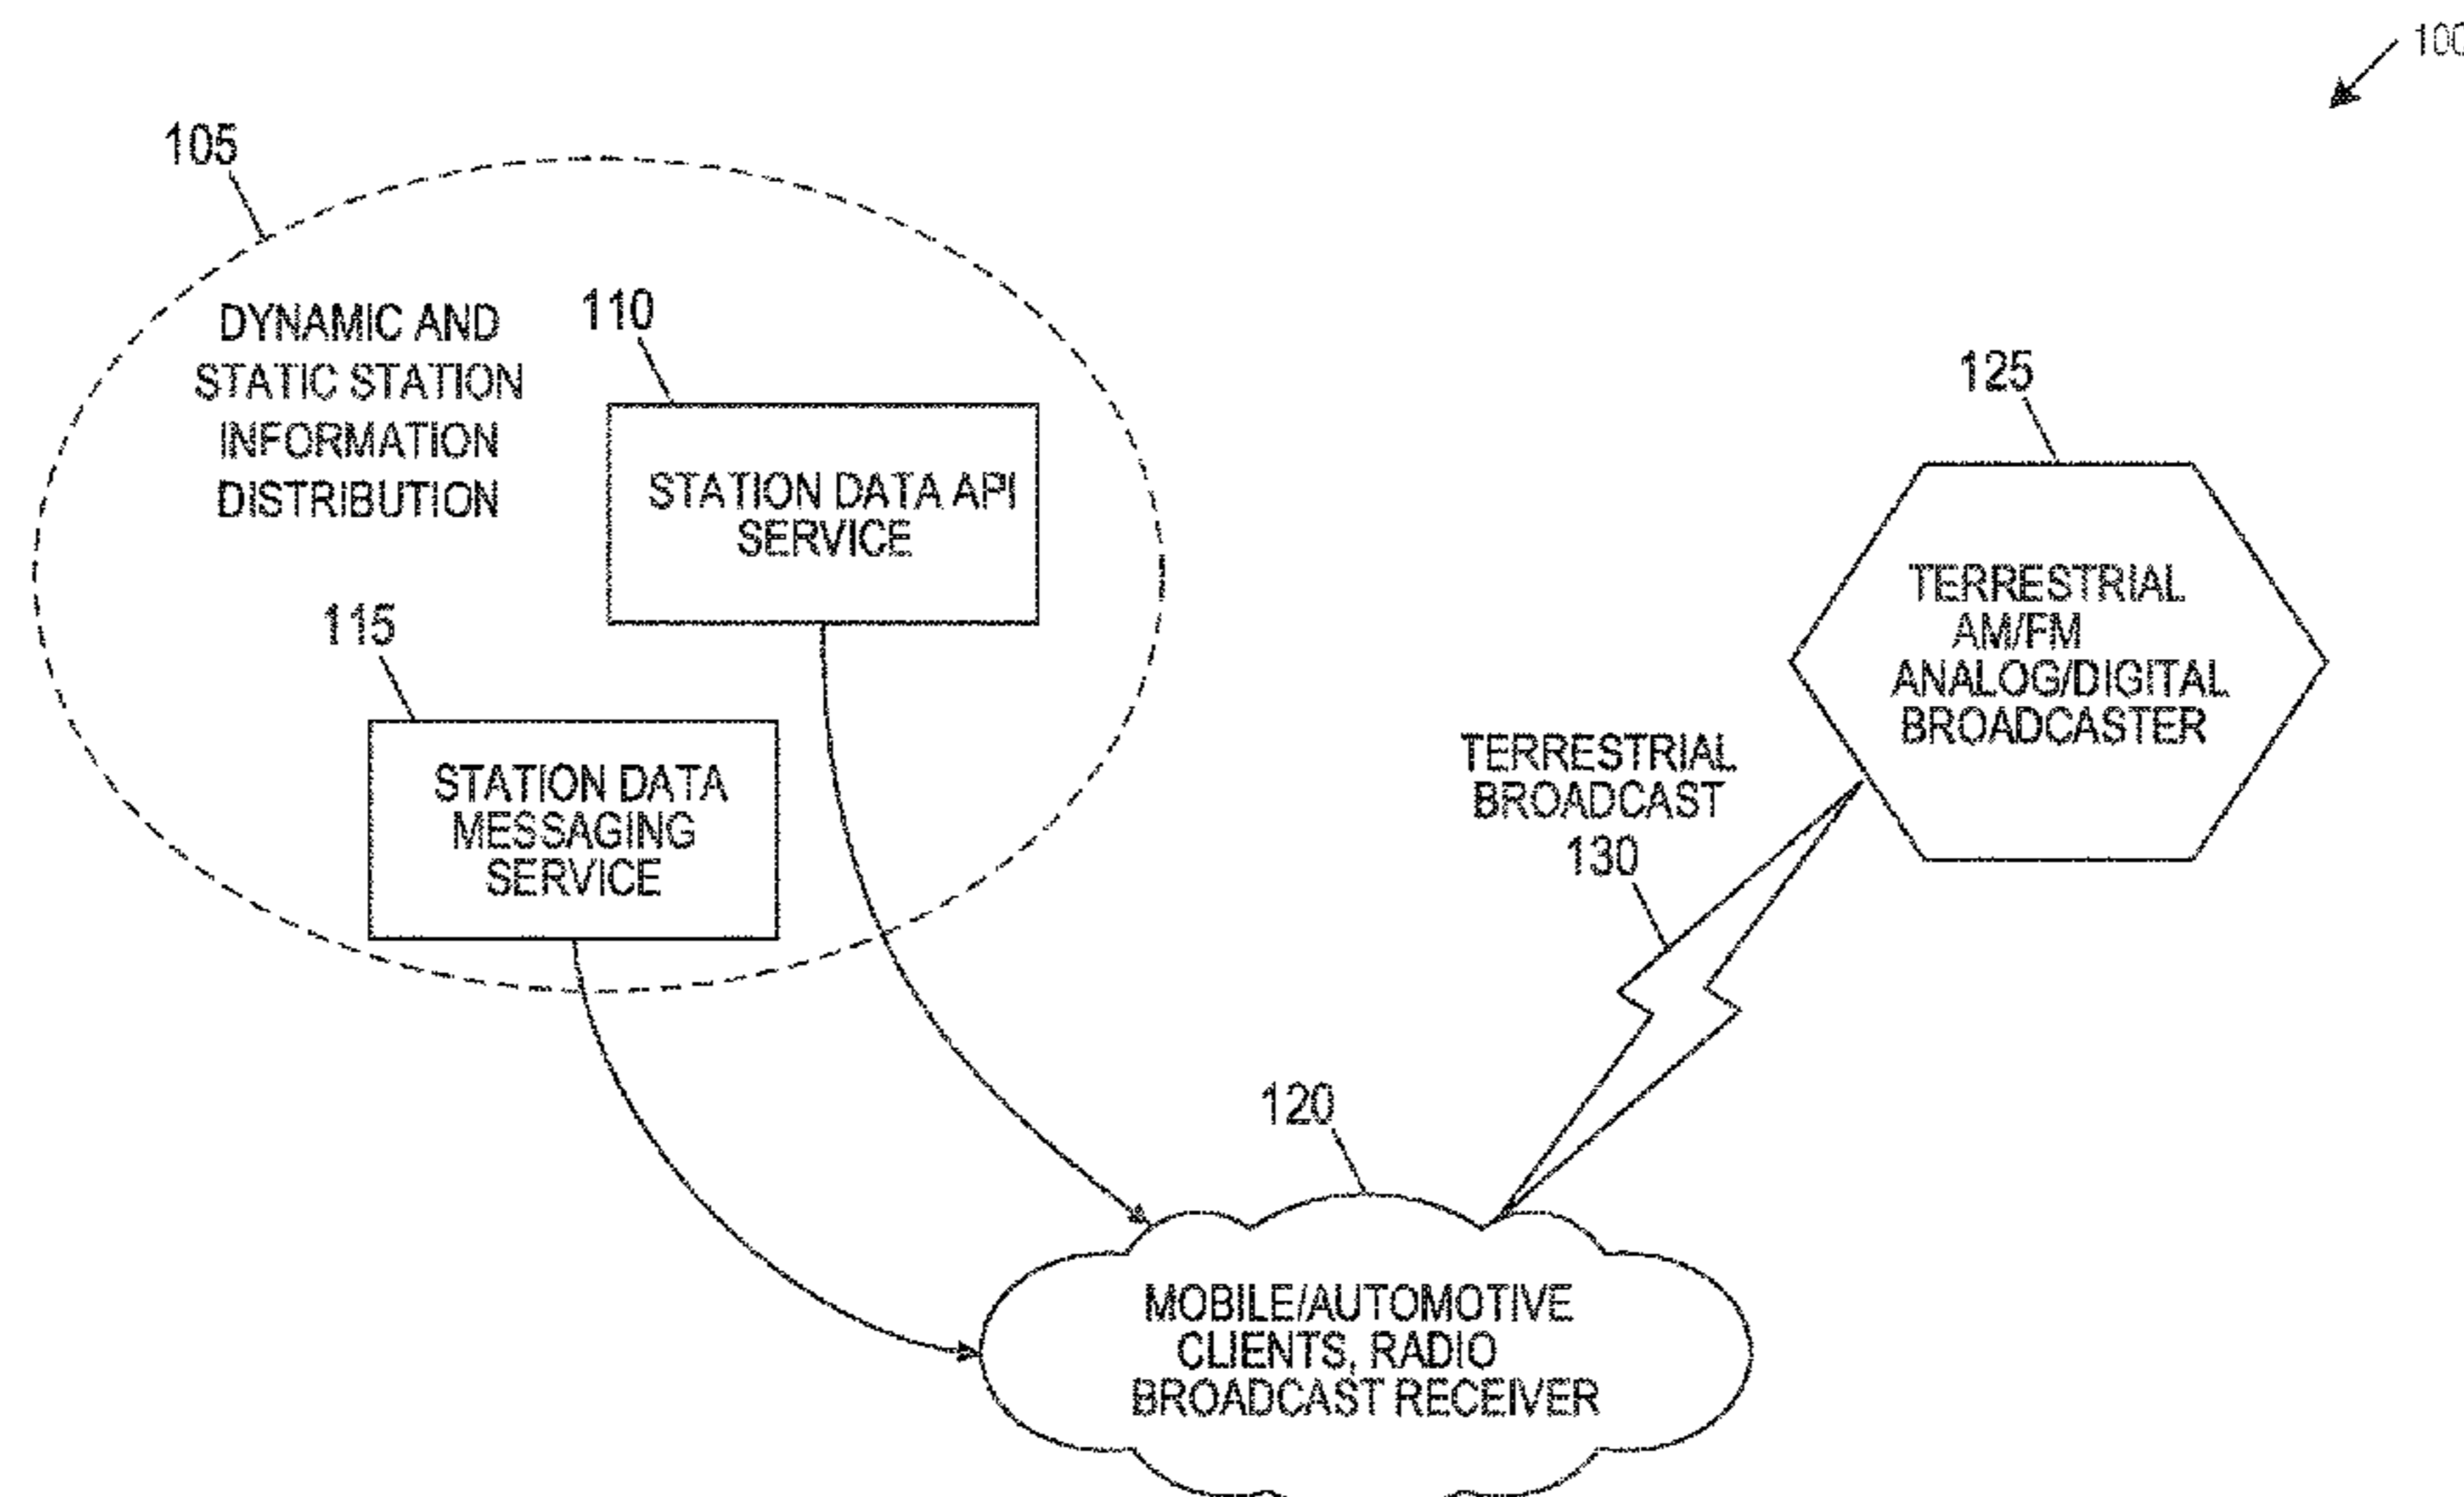 100
105
DYNAMIC AND
STATIC STATION
INFORMATION
DISTRIBUTION
110
STATION DATA API
SERVICE
115
STATION DATA
MESSAGING
SERVICE
125
TERRESTRIAL
AM/FM
ANALOG/DIGITAL
BROADCASTER
TERRESTRIAL
BROADCAST
130
120
MOBILE/AUTOMOTIVE
CLIENTS, RADIO
BROADCAST RECEIVER